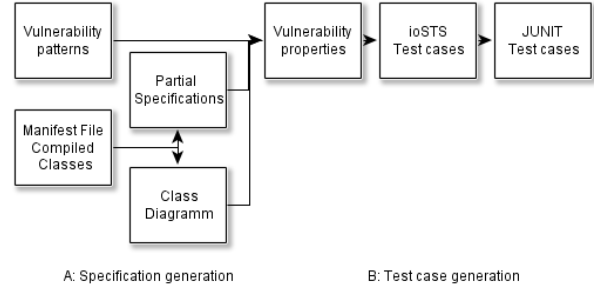 Vulnerability
patterns
Vulnerability
properties
ioSTS
Test cases
JUNIT
Test cases
Partial
Specifications
Manifest File
Compiled
Classes
Class
Diagramm
A: Specification generation
B: Test case generation